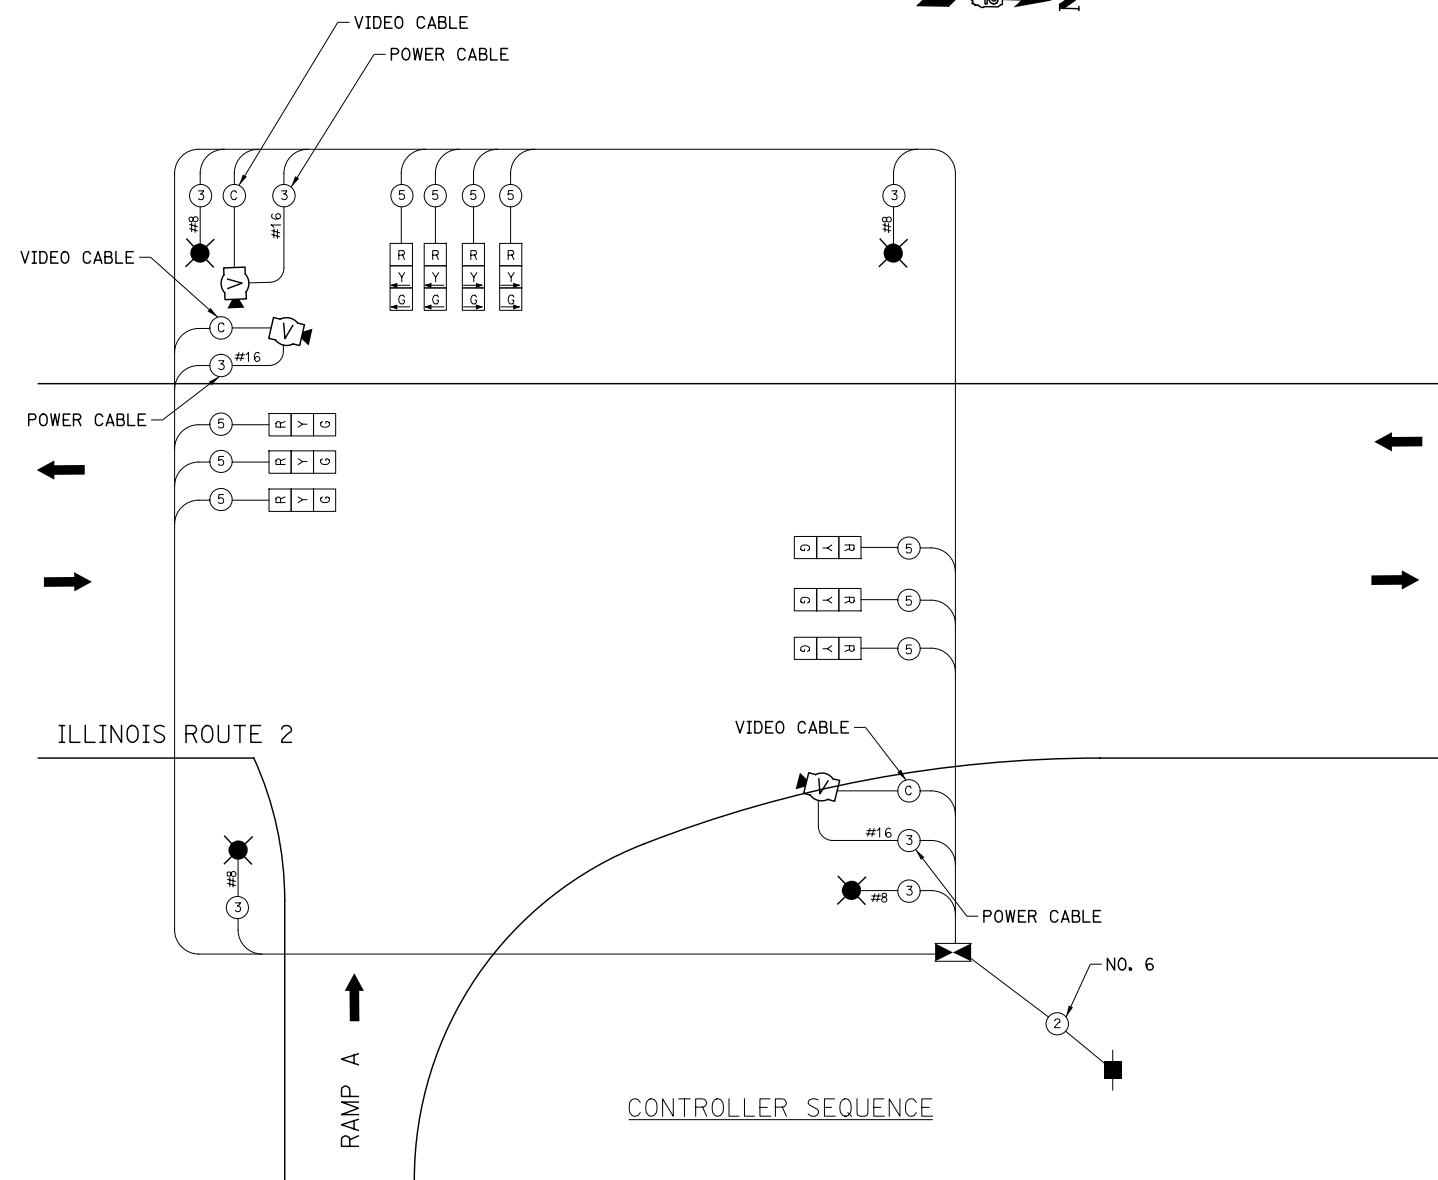 N
VIDEO CABLE
POWER CABLE
3 C 3 5 5 5 5 3
#8 #16 #8
R R R R
Y Y Y Y
G G G G
V
VIDEO CABLE
C V
3 #16
POWER CABLE
5 R Y G
5 R Y G
5 R Y G
G Y R 5
G Y R 5
G Y R 5
ILLINOIS ROUTE 2
VIDEO CABLE
V C
#16 3
#8 3
#8
3
POWER CABLE
NO. 6
2
RAMP A
CONTROLLER SEQUENCE